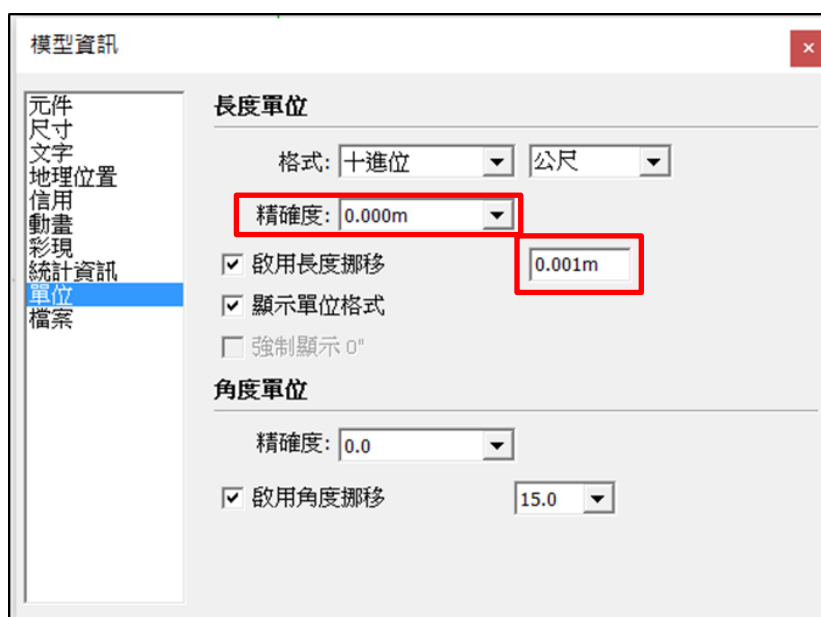 模型資訊
元件
尺寸
文字
地理位置
信用
動畫
彩現
統計資訊
單位
檔案
長度單位
格式: 十進位 公尺
精確度: 0.000m
啟用長度挪移 0.001m
顯示單位格式
強制顯示 0"
角度單位
精確度: 0.0
啟用角度挪移 15.0